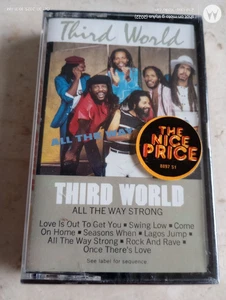 Third World
ALL THE WAY
THE
NICE
PRICE
THIRD WORLD
ALL THE WAY STRONG
Love Is Out To Get You ▪ Swing Low ▪ Come
On Home ▪ Seasons When ▪ Lagos Jump ▪
All The Way Strong ▪ Rock And Rave ▪
Once There's Love
See label for sequence.